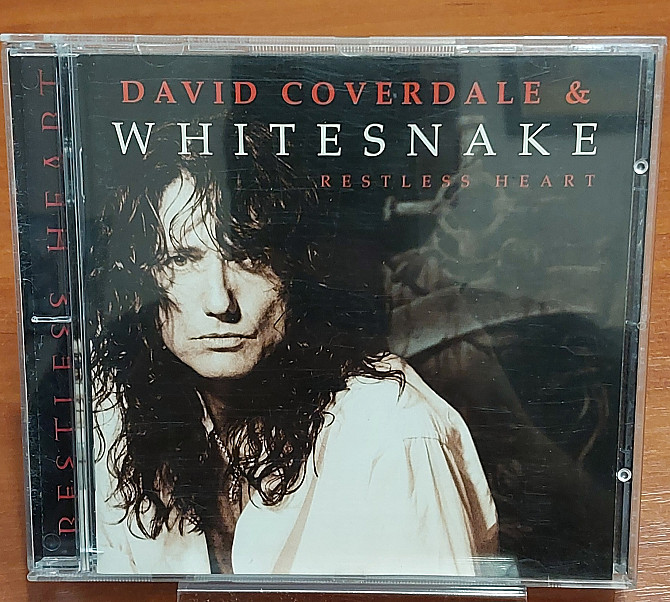 DAVID COVERDALE &
WHITESNAKE
RESTLESS HEART
RESTLESS HEART